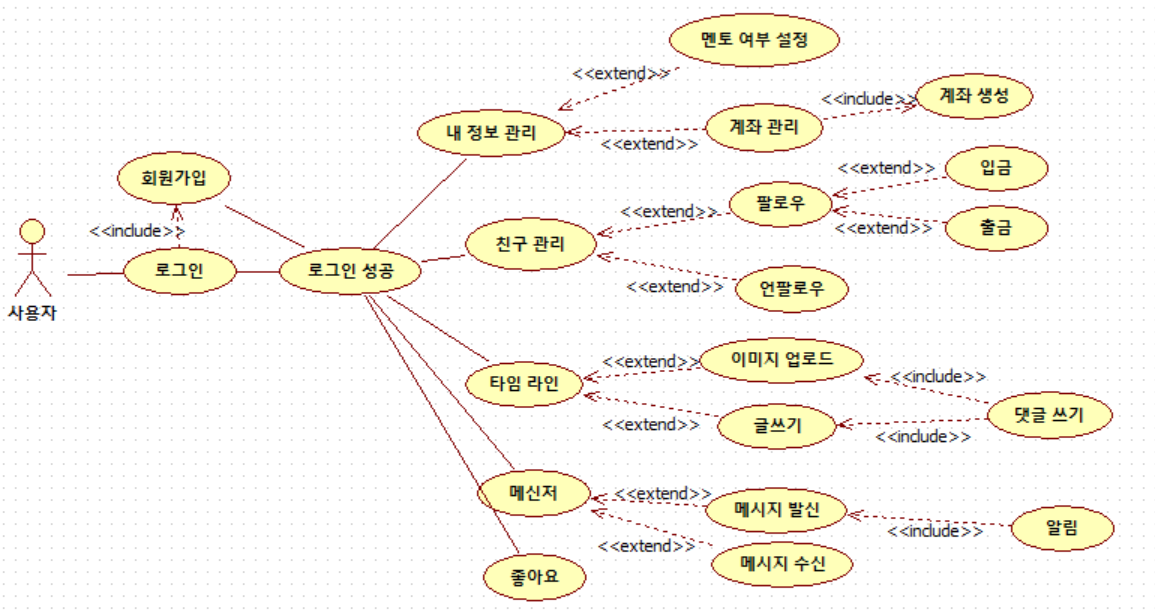 멘토 여부 설정
<<extend>>
계좌 생성
<<include>>
내 정보 관리
계좌 관리
<<extend>>
입금
<<extend>>
회원가입
팔로우
<<extend>>
출금
<<extend>>
<<include>>
친구 관리
로그인
로그인 성공
사용자
<<extend>>
언팔로우
이미지 업로드
<<extend>>
<<include>>
타임 라인
댓글 쓰기
<<extend>>
글쓰기
<<include>>
메신저
<<extend>>
메시지 발신
<<include>>
알림
<<extend>>
메시지 수신
좋아요